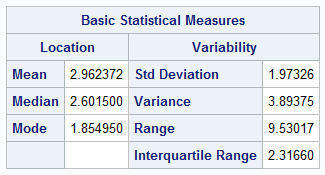 Basic Statistical Measures
Location Variability
Mean 2.962372 Std Deviation 1.97326
Median 2.601500 Variance 3.89375
Mode 1.854950 Range 9.53017
Interquartile Range 2.31660